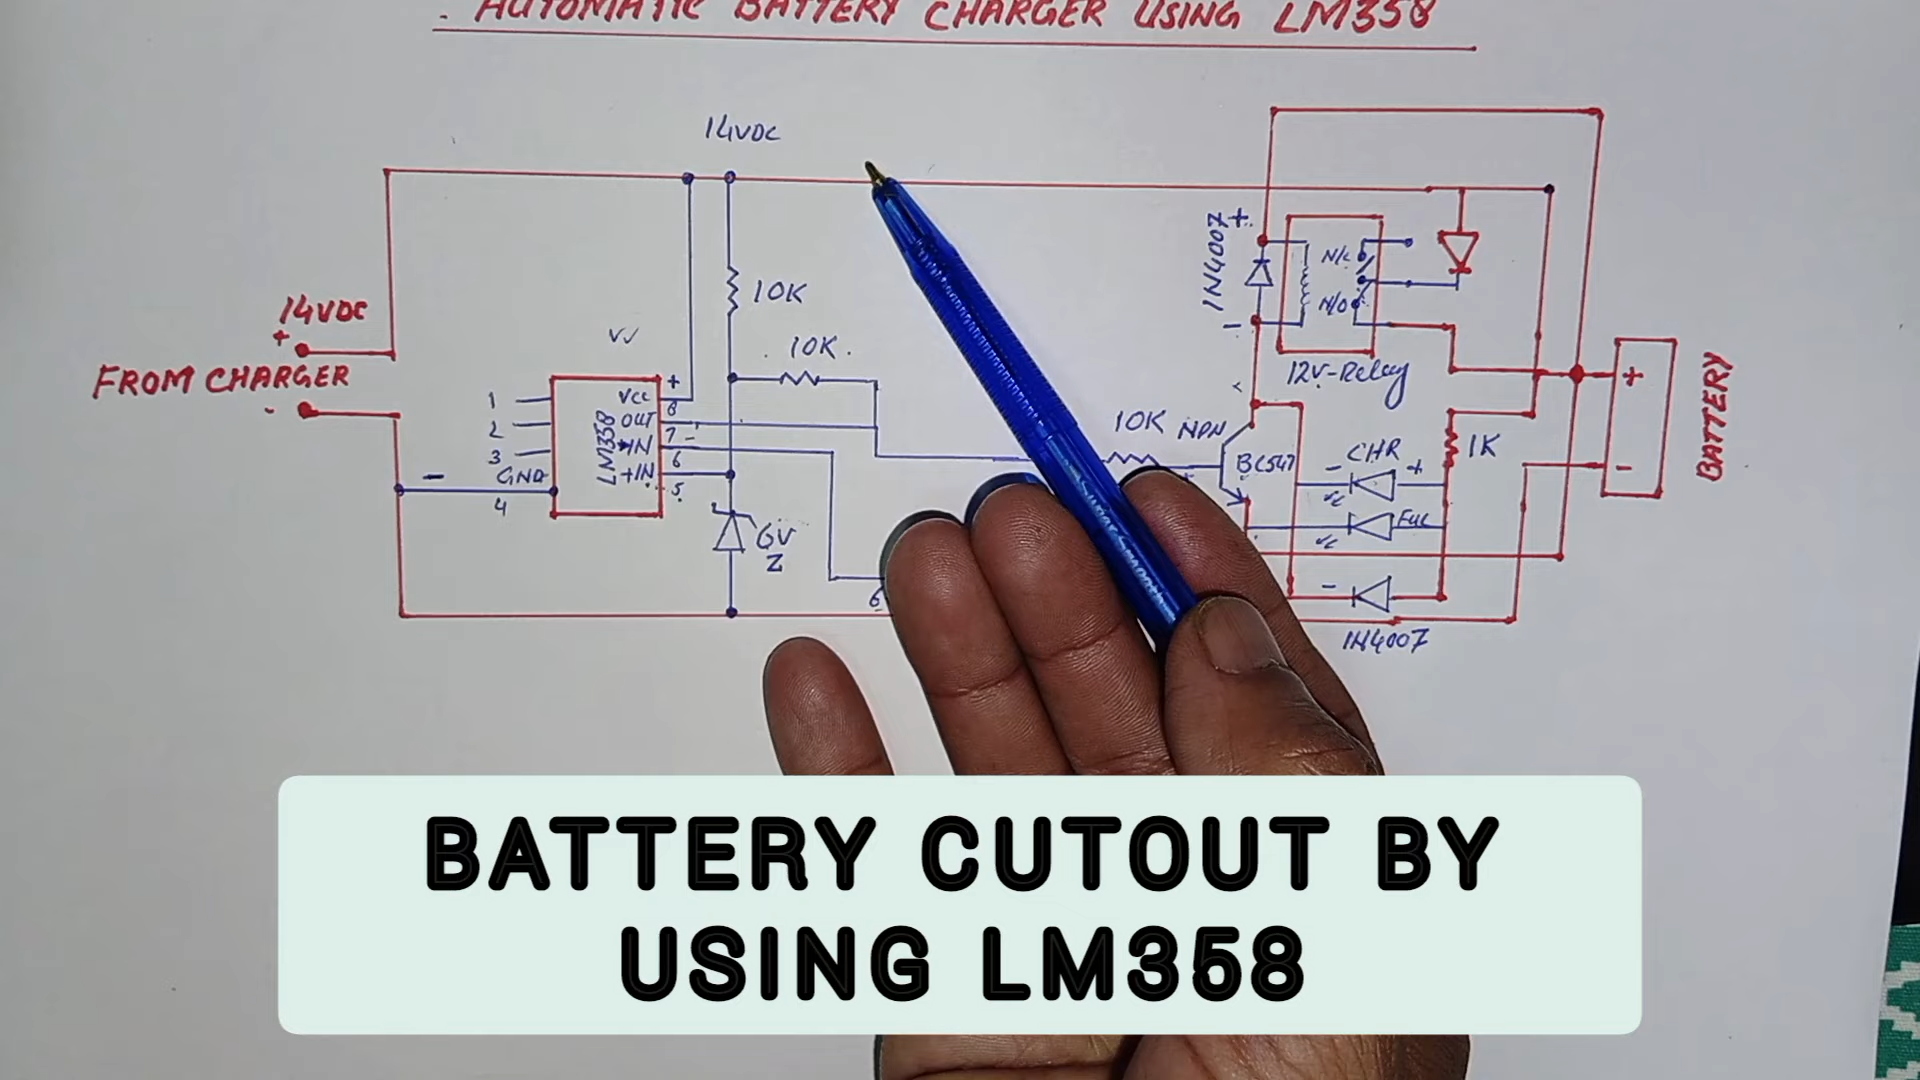 . AUTOMATIC BATTERY CHARGER USING LM358
14VDC
14VDC
+
FROM CHARGER
-
10K
10K.
1
2
3
GND
4
-
LM358
Vcc
OUT
-IN
+IN
+
8
7
6
5
6V
Z
6
10K
NPN
BC547
1N4007
+
-
N/C
N/O
12V-Relay
- CHR +
1K
Ful
-
1N4007
+
-
BATTERY
BATTERY CUTOUT BY
USING LM358